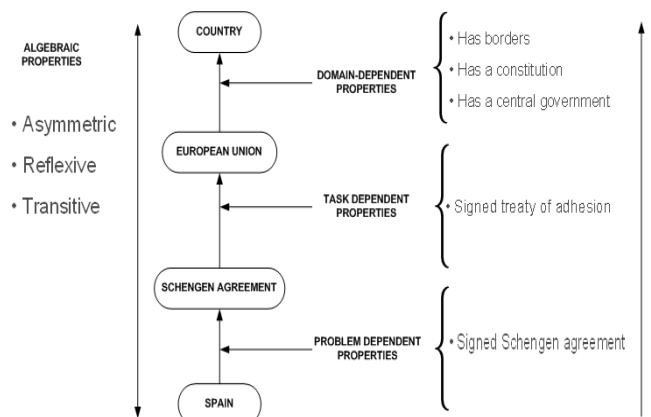 ALGEBRAIC
PROPERTIES
• Asymmetric
• Reflexive
• Transitive
COUNTRY
DOMAIN-DEPENDENT
PROPERTIES
• Has borders
• Has a constitution
• Has a central government
EUROPEAN UNION
TASK DEPENDENT
PROPERTIES
• Signed treaty of adhesion
SCHENGEN AGREEMENT
PROBLEM DEPENDENT
PROPERTIES
• Signed Schengen agreement
SPAIN